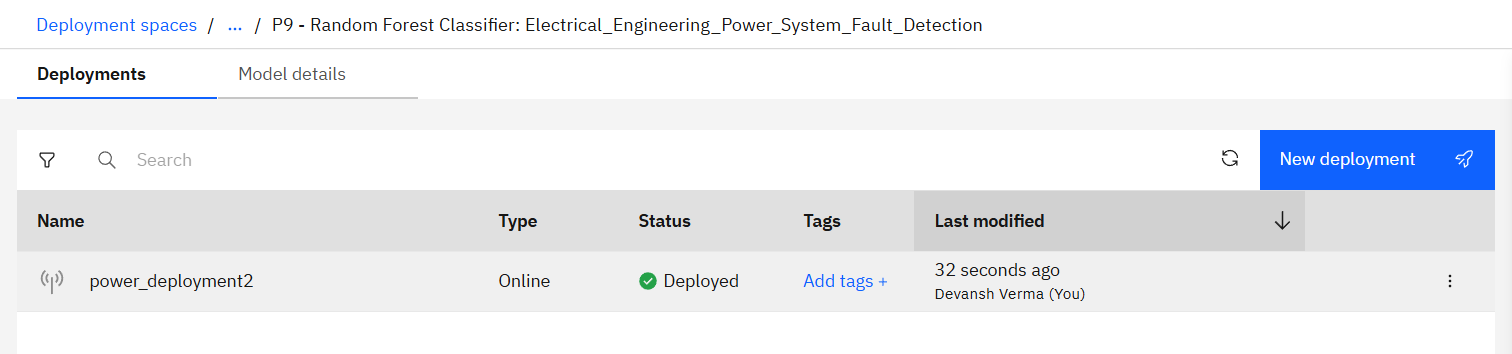 Deployment spaces / ... / P9 - Random Forest Classifier: Electrical_Engineering_Power_System_Fault_Detection
Deployments Model details
Search New deployment
Name Type Status Tags Last modified
power_deployment2 Online Deployed Add tags + 32 seconds ago
Devansh Verma (You)